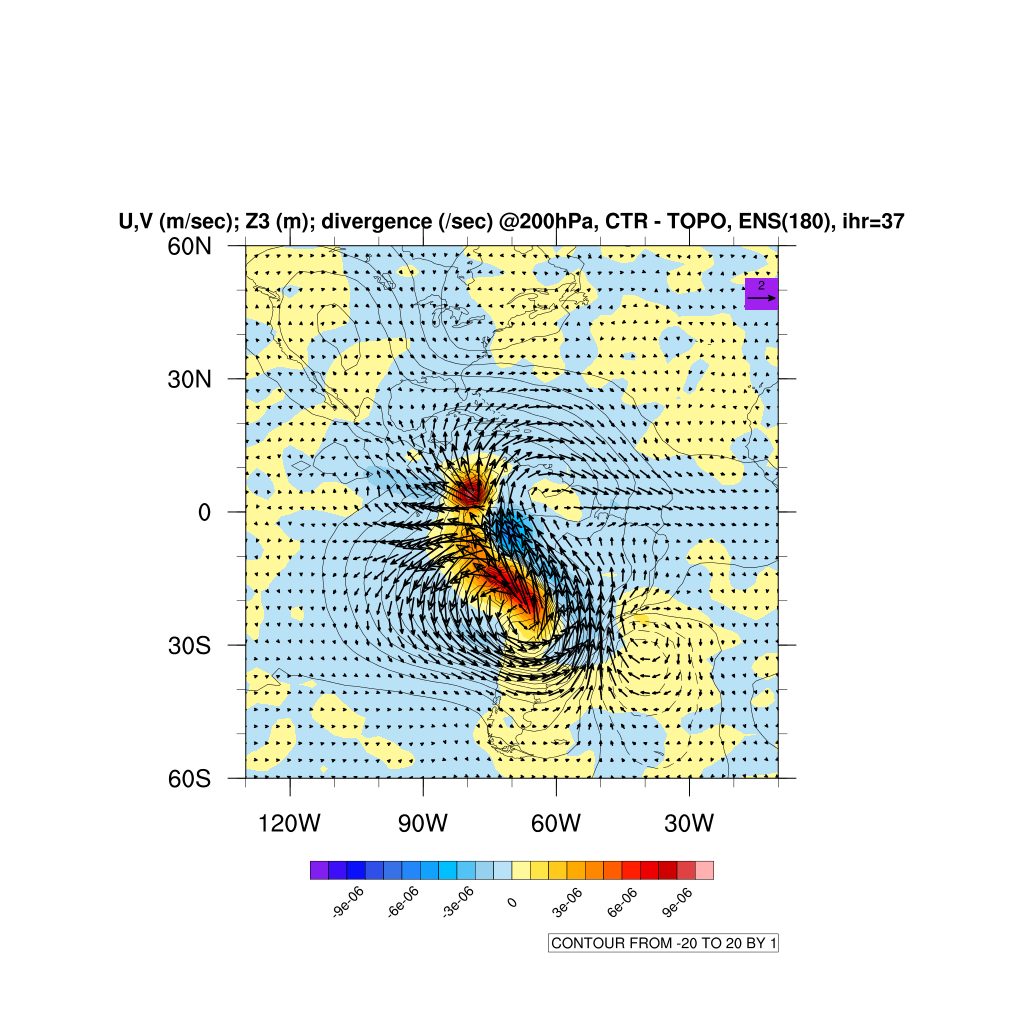 U,V (m/sec); Z3 (m); divergence (/sec) @200hPa, CTR - TOPO, ENS(180), ihr=37
60N
2
30N
0
30S
60S
120W 90W 60W 30W
-9e-06 -6e-06 -3e-06 0 3e-06 6e-06 9e-06
CONTOUR FROM -20 TO 20 BY 1